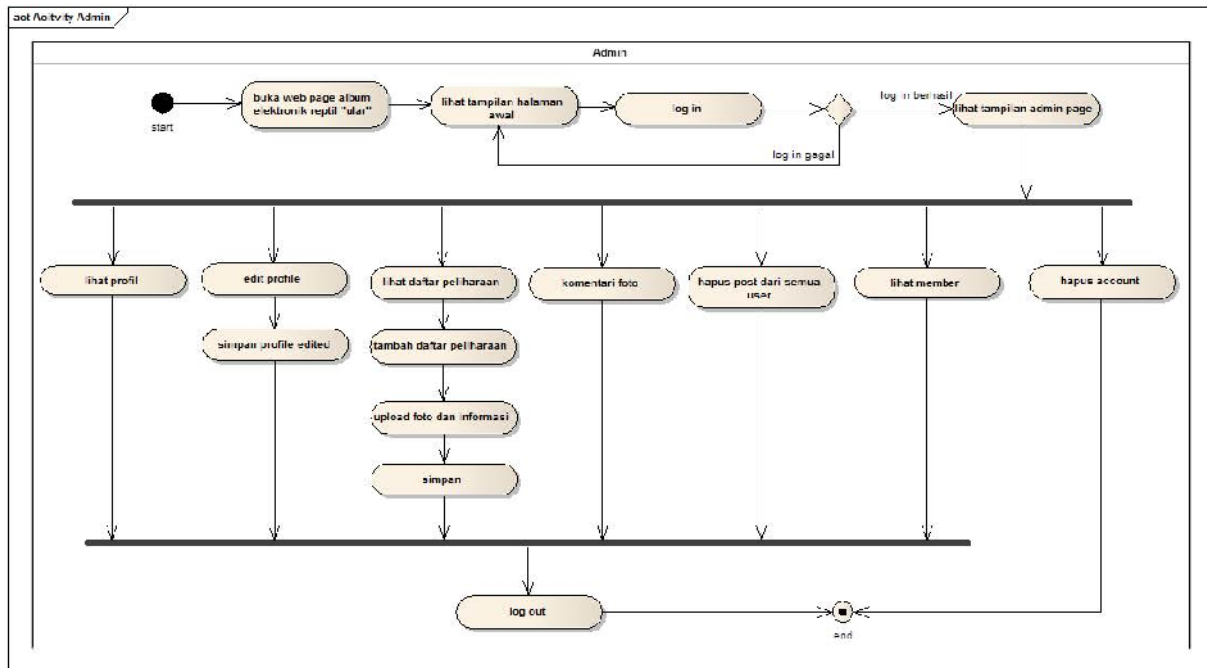 act Acitvity Admin
Admin
buka web page album
elektronik reptil "ular"
lihat tampilan halaman
awal
log in
log in berhasil
lihat tampilan admin page
start
log in gagal
lihat profil
edit profile
lihat daftar peliharaan
komentari foto
hapus post dari semua
user
lihat member
hapus account
simpan profile edited
tambah daftar peliharaan
upload foto dan informasi
simpan
log out
end